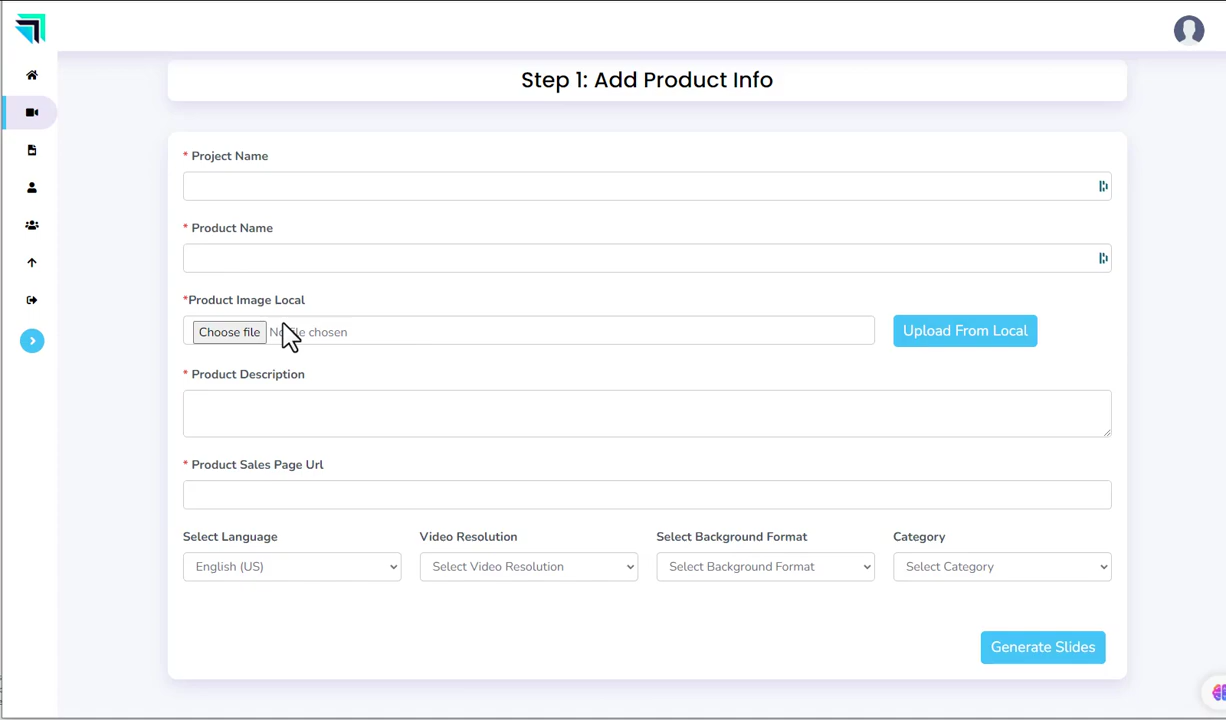 Step 1: Add Product Info
* Project Name
* Product Name
*Product Image Local
Choose file No file chosen
Upload From Local
* Product Description
* Product Sales Page Url
Select Language Video Resolution Select Background Format Category
English (US) Select Video Resolution Select Background Format Select Category
Generate Slides